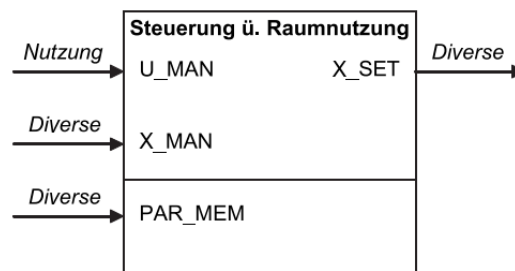 Steuerung ü. Raumnutzung
Nutzung
U_MAN
X_SET
Diverse
Diverse
X_MAN
Diverse
PAR_MEM